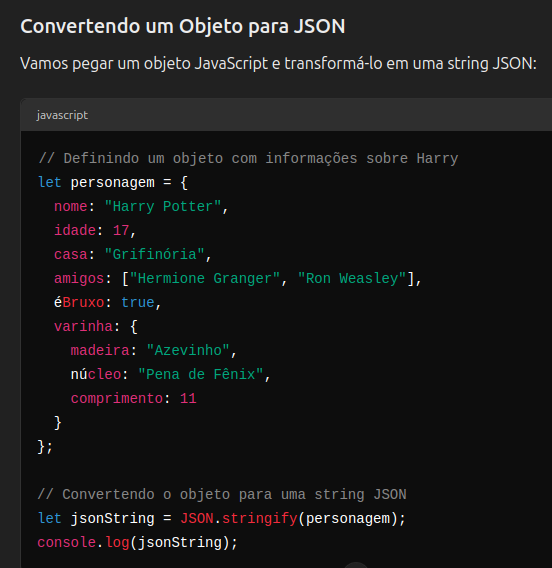 Convertendo um Objeto para JSON
Vamos pegar um objeto JavaScript e transformá-lo em uma string JSON:
javascript
// Definindo um objeto com informações sobre Harry
let personagem = {
  nome: "Harry Potter",
  idade: 17,
  casa: "Grifinória",
  amigos: ["Hermione Granger", "Ron Weasley"],
  éBruxo: true,
  varinha: {
    madeira: "Azevinho",
    núcleo: "Pena de Fênix",
    comprimento: 11
  }
};
// Convertendo o objeto para uma string JSON
let jsonString = JSON.stringify(personagem);
console.log(jsonString);